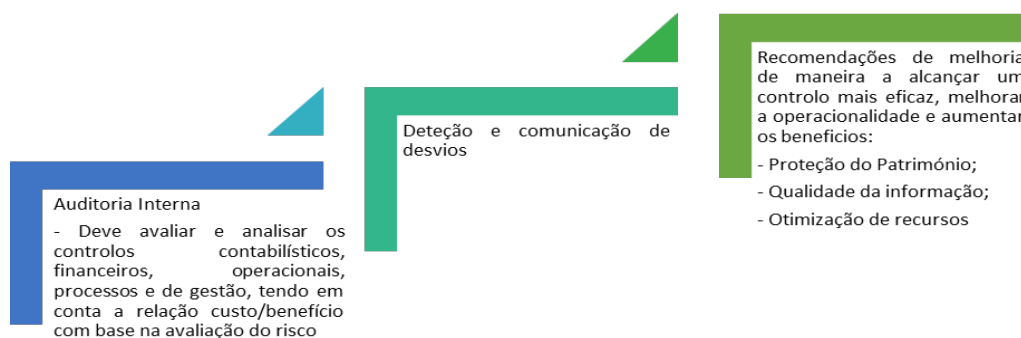 Auditoria Interna
- Deve avaliar e analisar os
controlos contabilísticos,
financeiros, operacionais,
processos e de gestão, tendo em
conta a relação custo/benefício
com base na avaliação do risco
Deteção e comunicação de
desvios
Recomendações de melhoria
de maneira a alcançar um
controlo mais eficaz, melhorar
a operacionalidade e aumentar
os beneficios:
- Proteção do Património;
- Qualidade da informação;
- Otimização de recursos